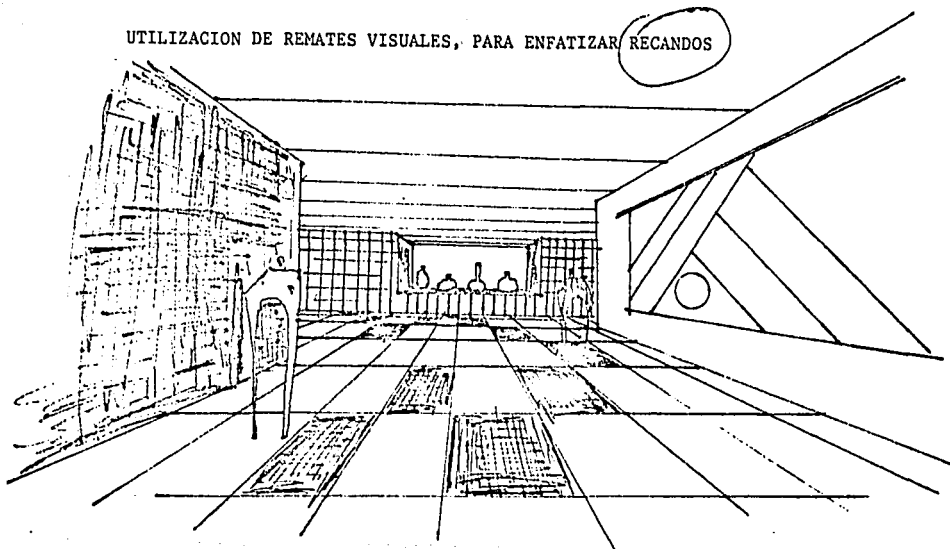 UTILIZACION DE REMATES VISUALES, PARA ENFATIZAR RECANDOS